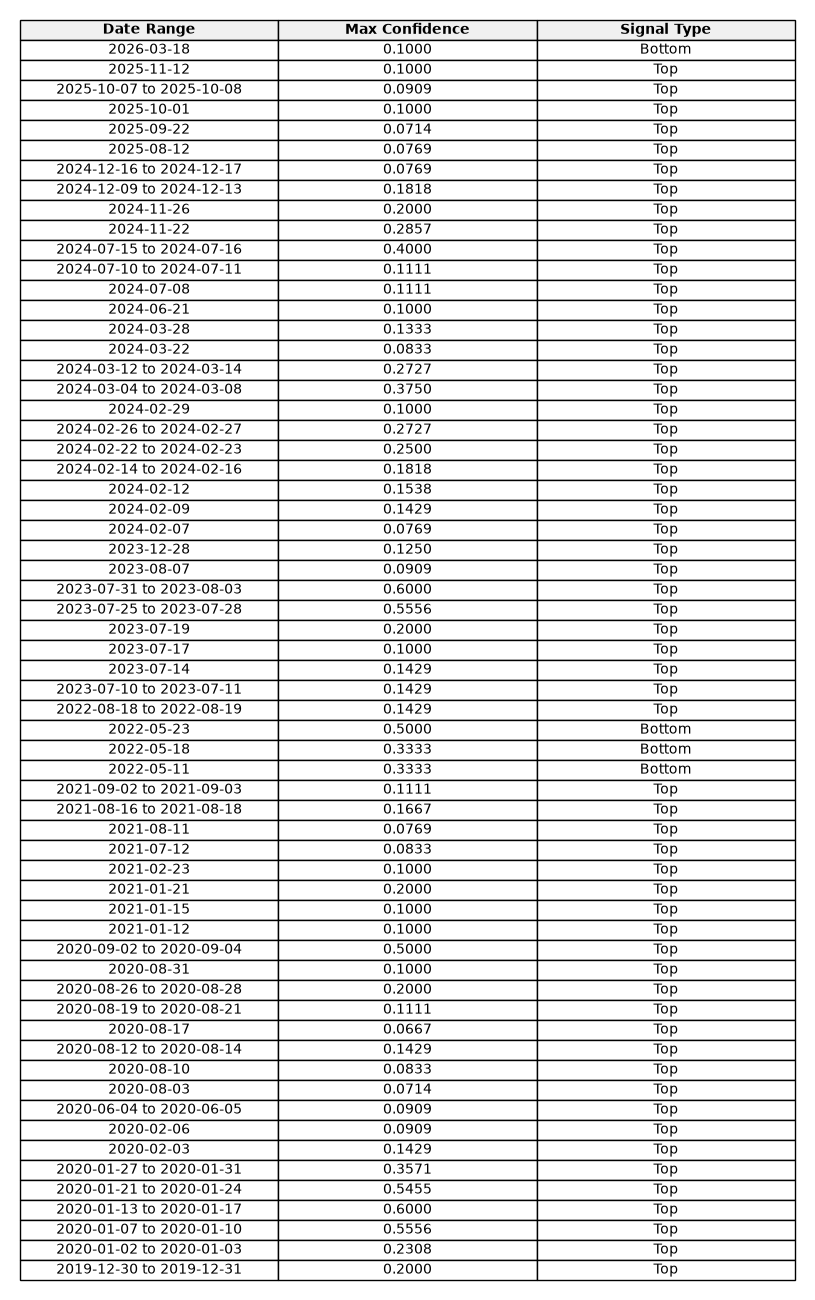 Date Range Max Confidence Signal Type
2026-03-18 0.1000 Bottom
2025-11-12 0.1000 Top
2025-10-07 to 2025-10-08 0.0909 Top
2025-10-01 0.1000 Top
2025-09-22 0.0714 Top
2025-08-12 0.0769 Top
2024-12-16 to 2024-12-17 0.0769 Top
2024-12-09 to 2024-12-13 0.1818 Top
2024-11-26 0.2000 Top
2024-11-22 0.2857 Top
2024-07-15 to 2024-07-16 0.4000 Top
2024-07-10 to 2024-07-11 0.1111 Top
2024-07-08 0.1111 Top
2024-06-21 0.1000 Top
2024-03-28 0.1333 Top
2024-03-22 0.0833 Top
2024-03-12 to 2024-03-14 0.2727 Top
2024-03-04 to 2024-03-08 0.3750 Top
2024-02-29 0.1000 Top
2024-02-26 to 2024-02-27 0.2727 Top
2024-02-22 to 2024-02-23 0.2500 Top
2024-02-14 to 2024-02-16 0.1818 Top
2024-02-12 0.1538 Top
2024-02-09 0.1429 Top
2024-02-07 0.0769 Top
2023-12-28 0.1250 Top
2023-08-07 0.0909 Top
2023-07-31 to 2023-08-03 0.6000 Top
2023-07-25 to 2023-07-28 0.5556 Top
2023-07-19 0.2000 Top
2023-07-17 0.1000 Top
2023-07-14 0.1429 Top
2023-07-10 to 2023-07-11 0.1429 Top
2022-08-18 to 2022-08-19 0.1429 Top
2022-05-23 0.5000 Bottom
2022-05-18 0.3333 Bottom
2022-05-11 0.3333 Bottom
2021-09-02 to 2021-09-03 0.1111 Top
2021-08-16 to 2021-08-18 0.1667 Top
2021-08-11 0.0769 Top
2021-07-12 0.0833 Top
2021-02-23 0.1000 Top
2021-01-21 0.2000 Top
2021-01-15 0.1000 Top
2021-01-12 0.1000 Top
2020-09-02 to 2020-09-04 0.5000 Top
2020-08-31 0.1000 Top
2020-08-26 to 2020-08-28 0.2000 Top
2020-08-19 to 2020-08-21 0.1111 Top
2020-08-17 0.0667 Top
2020-08-12 to 2020-08-14 0.1429 Top
2020-08-10 0.0833 Top
2020-08-03 0.0714 Top
2020-06-04 to 2020-06-05 0.0909 Top
2020-02-06 0.0909 Top
2020-02-03 0.1429 Top
2020-01-27 to 2020-01-31 0.3571 Top
2020-01-21 to 2020-01-24 0.5455 Top
2020-01-13 to 2020-01-17 0.6000 Top
2020-01-07 to 2020-01-10 0.5556 Top
2020-01-02 to 2020-01-03 0.2308 Top
2019-12-30 to 2019-12-31 0.2000 Top